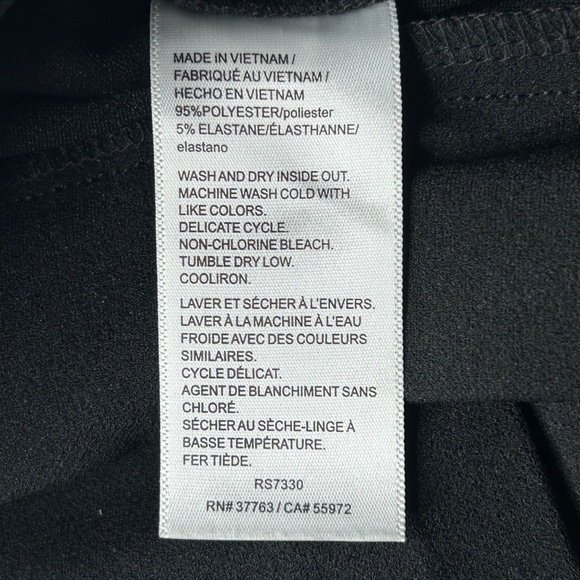 MADE IN VIETNAM /
FABRIQUÉ AU VIETNAM /
HECHO EN VIETNAM
95%POLYESTER/poliester
5% ELASTANE/ÉLASTHANNE/
elastano
WASH AND DRY INSIDE OUT.
MACHINE WASH COLD WITH
LIKE COLORS.
DELICATE CYCLE.
NON-CHLORINE BLEACH.
TUMBLE DRY LOW.
COOLIRON.
LAVER ET SÉCHER À L'ENVERS.
LAVER À LA MACHINE À L'EAU
FROIDE AVEC DES COULEURS
SIMILAIRES.
CYCLE DÉLICAT.
AGENT DE BLANCHIMENT SANS
CHLORÉ.
SÉCHER AU SÈCHE-LINGE À
BASSE TEMPÉRATURE.
FER TIÈDE.
RS7330
RN# 37763 / CA# 55972